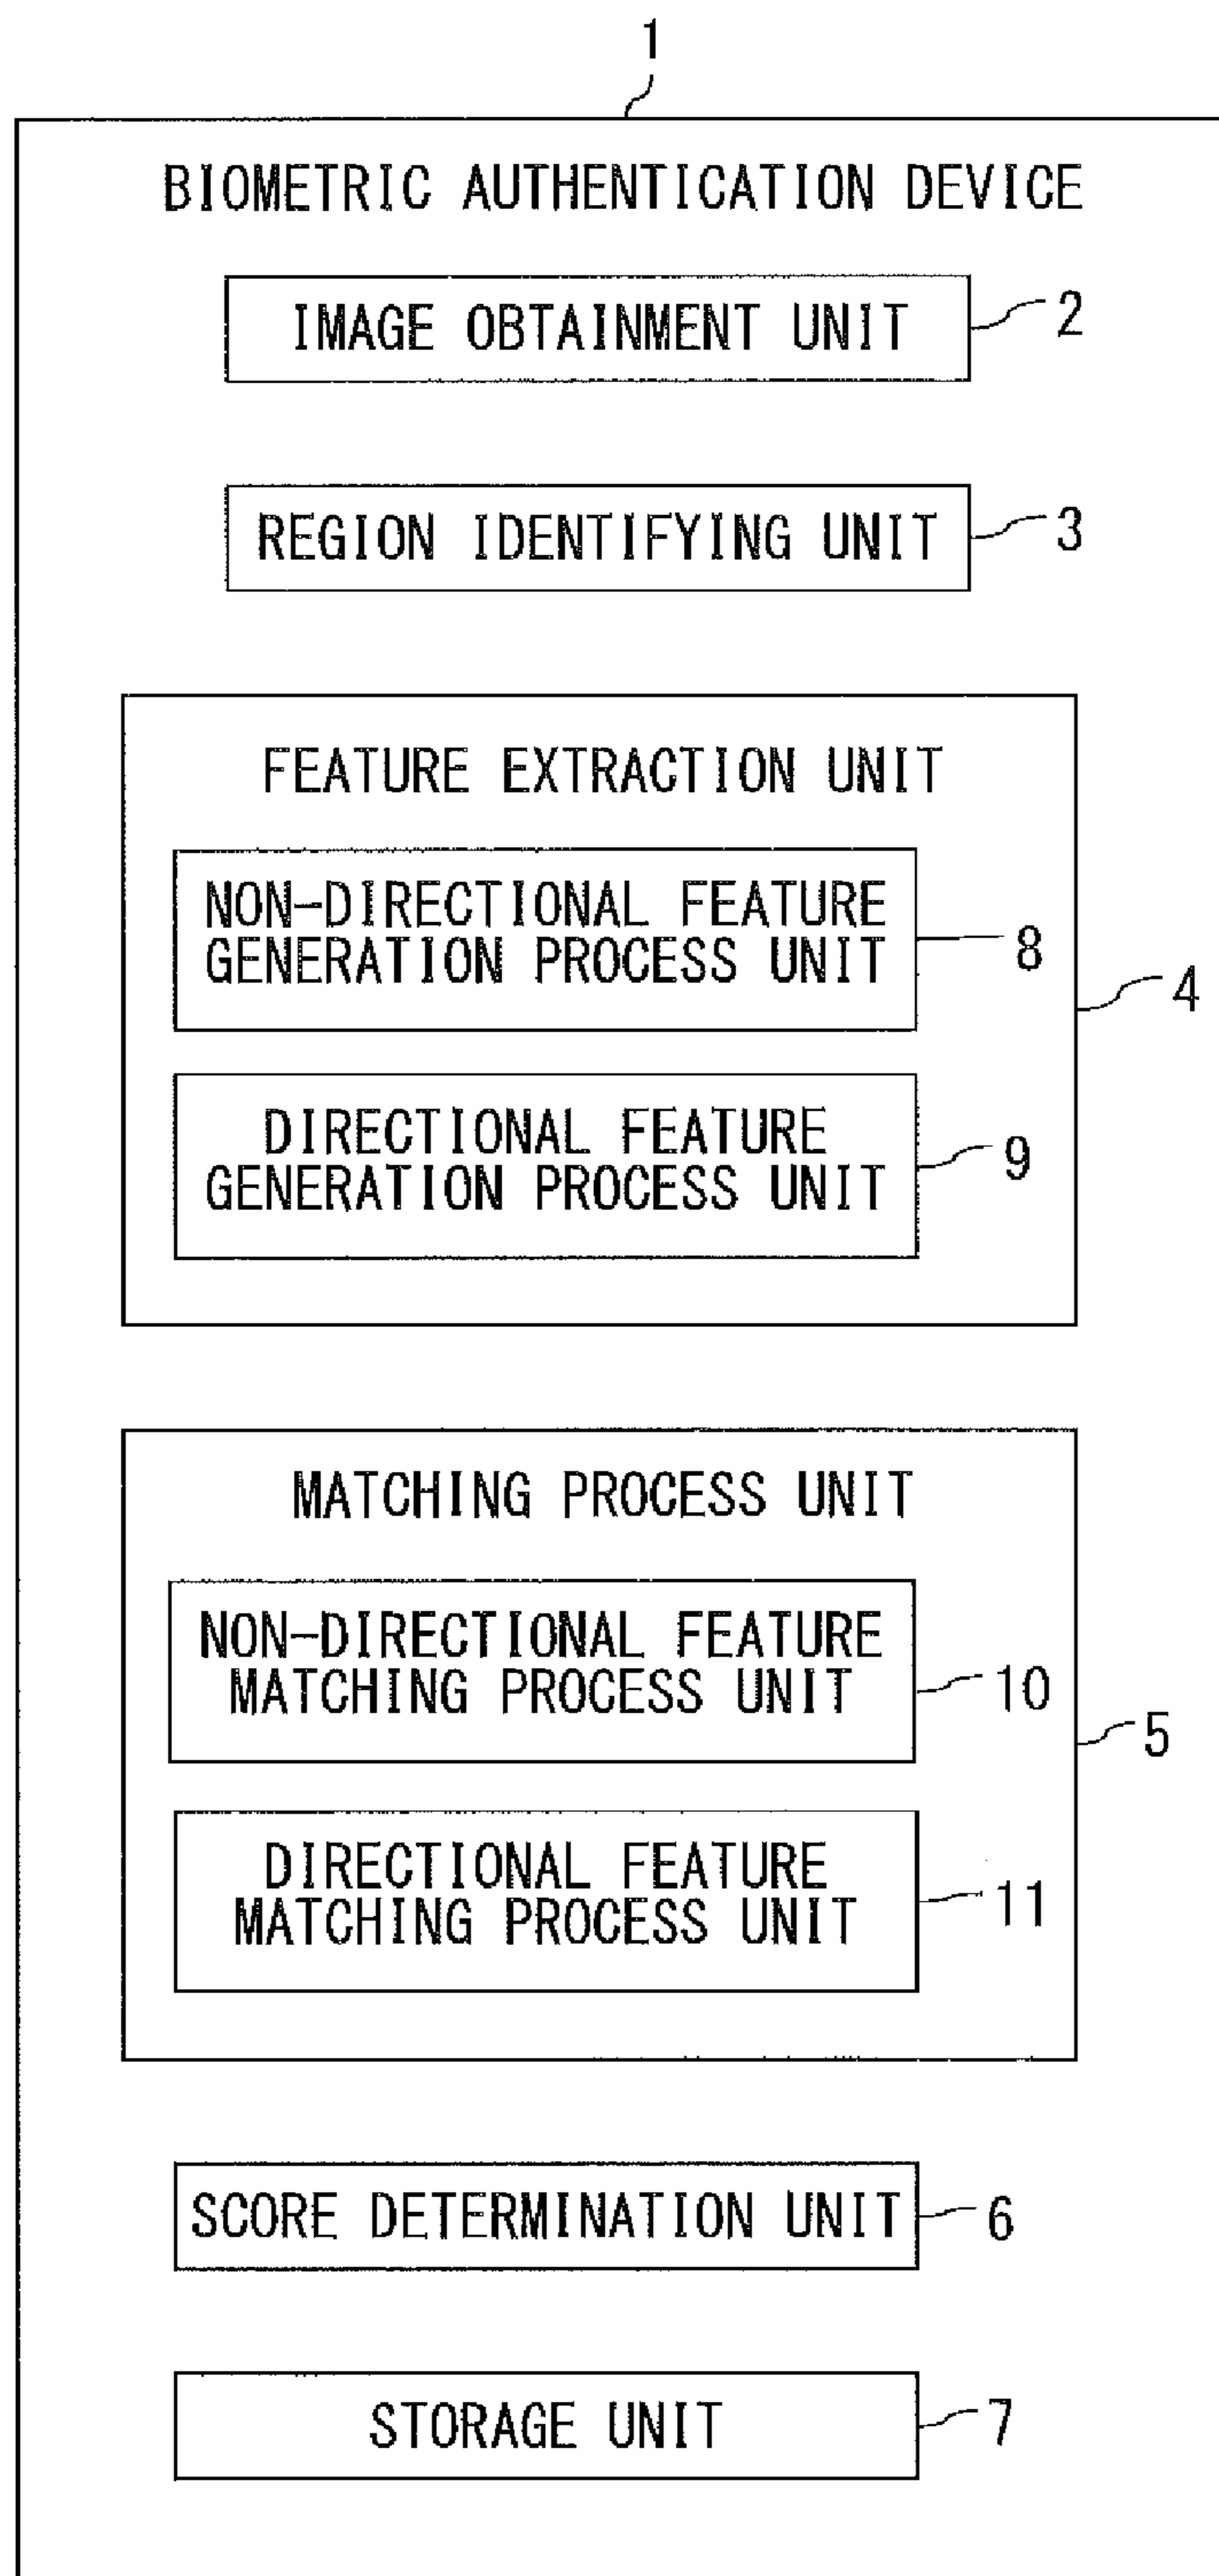 1
BIOMETRIC AUTHENTICATION DEVICE
IMAGE OBTAINMENT UNIT
2
REGION IDENTIFYING UNIT
3
FEATURE EXTRACTION UNIT
NON-DIRECTIONAL FEATURE
GENERATION PROCESS UNIT
8
4
DIRECTIONAL FEATURE
GENERATION PROCESS UNIT
9
MATCHING PROCESS UNIT
NON-DIRECTIONAL FEATURE
MATCHING PROCESS UNIT
10
5
DIRECTIONAL FEATURE
MATCHING PROCESS UNIT
11
SCORE DETERMINATION UNIT
6
STORAGE UNIT
7